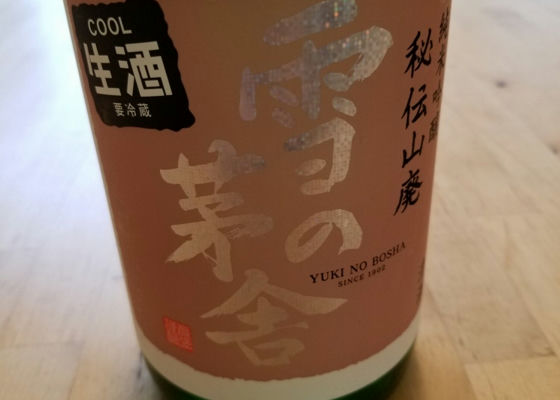 COOL
生酒
要冷蔵
純米吟醸
秘伝山廃
雪の
茅舎
YUKI NO BOSHA
SINCE 1902